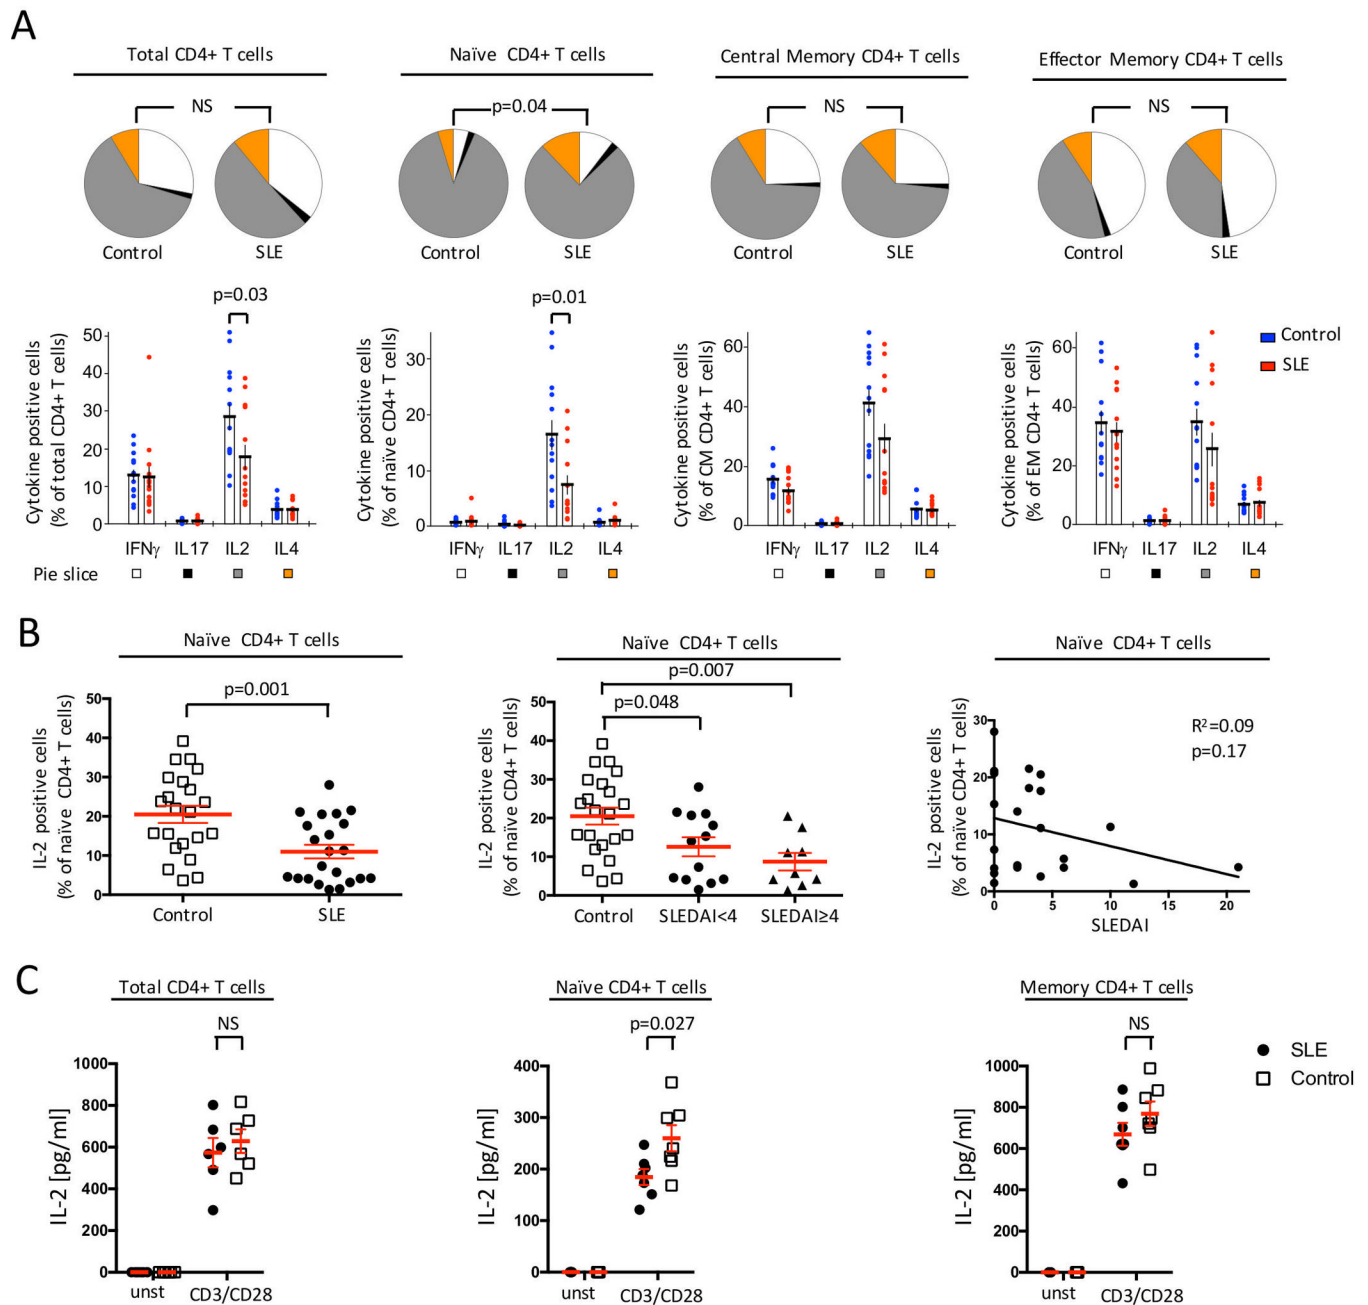 A
Total CD4+ T cells
Naïve CD4+ T cells
Central Memory CD4+ T cells
Effector Memory CD4+ T cells
NS
p=0.04
NS
NS
Control
SLE
Control
SLE
Control
SLE
Control
SLE
p=0.03
p=0.01
Cytokine positive cells
(% of total CD4+ T cells)
50
40
30
20
10
0
IFNγ
IL17
IL2
IL4
Cytokine positive cells
(% of naïve CD4+ T cells)
30
20
10
0
IFNγ
IL17
IL2
IL4
Cytokine positive cells
(% of CM CD4+ T cells)
60
40
20
0
IFNγ
IL17
IL2
IL4
Cytokine positive cells
(% of EM CD4+ T cells)
60
40
20
0
IFNγ
IL17
IL2
IL4
Control
SLE
Pie slice
B
Naïve CD4+ T cells
p=0.001
IL-2 positive cells
(% of naïve CD4+ T cells)
50
40
30
20
10
0
Control
SLE
Naïve CD4+ T cells
p=0.007
p=0.048
IL-2 positive cells
(% of naïve CD4+ T cells)
50
40
30
20
10
0
Control
SLEDAI<4
SLEDAI≥4
Naïve CD4+ T cells
R²=0.09
p=0.17
IL-2 positive cells
(% of naïve CD4+ T cells)
30
20
10
0
0
5
10
15
20
SLEDAI
C
Total CD4+ T cells
NS
IL-2 [pg/ml]
1000
800
600
400
200
0
unst
CD3/CD28
Naïve CD4+ T cells
p=0.027
IL-2 [pg/ml]
400
300
200
100
0
unst
CD3/CD28
Memory CD4+ T cells
NS
IL-2 [pg/ml]
1000
800
600
400
200
0
unst
CD3/CD28
SLE
Control